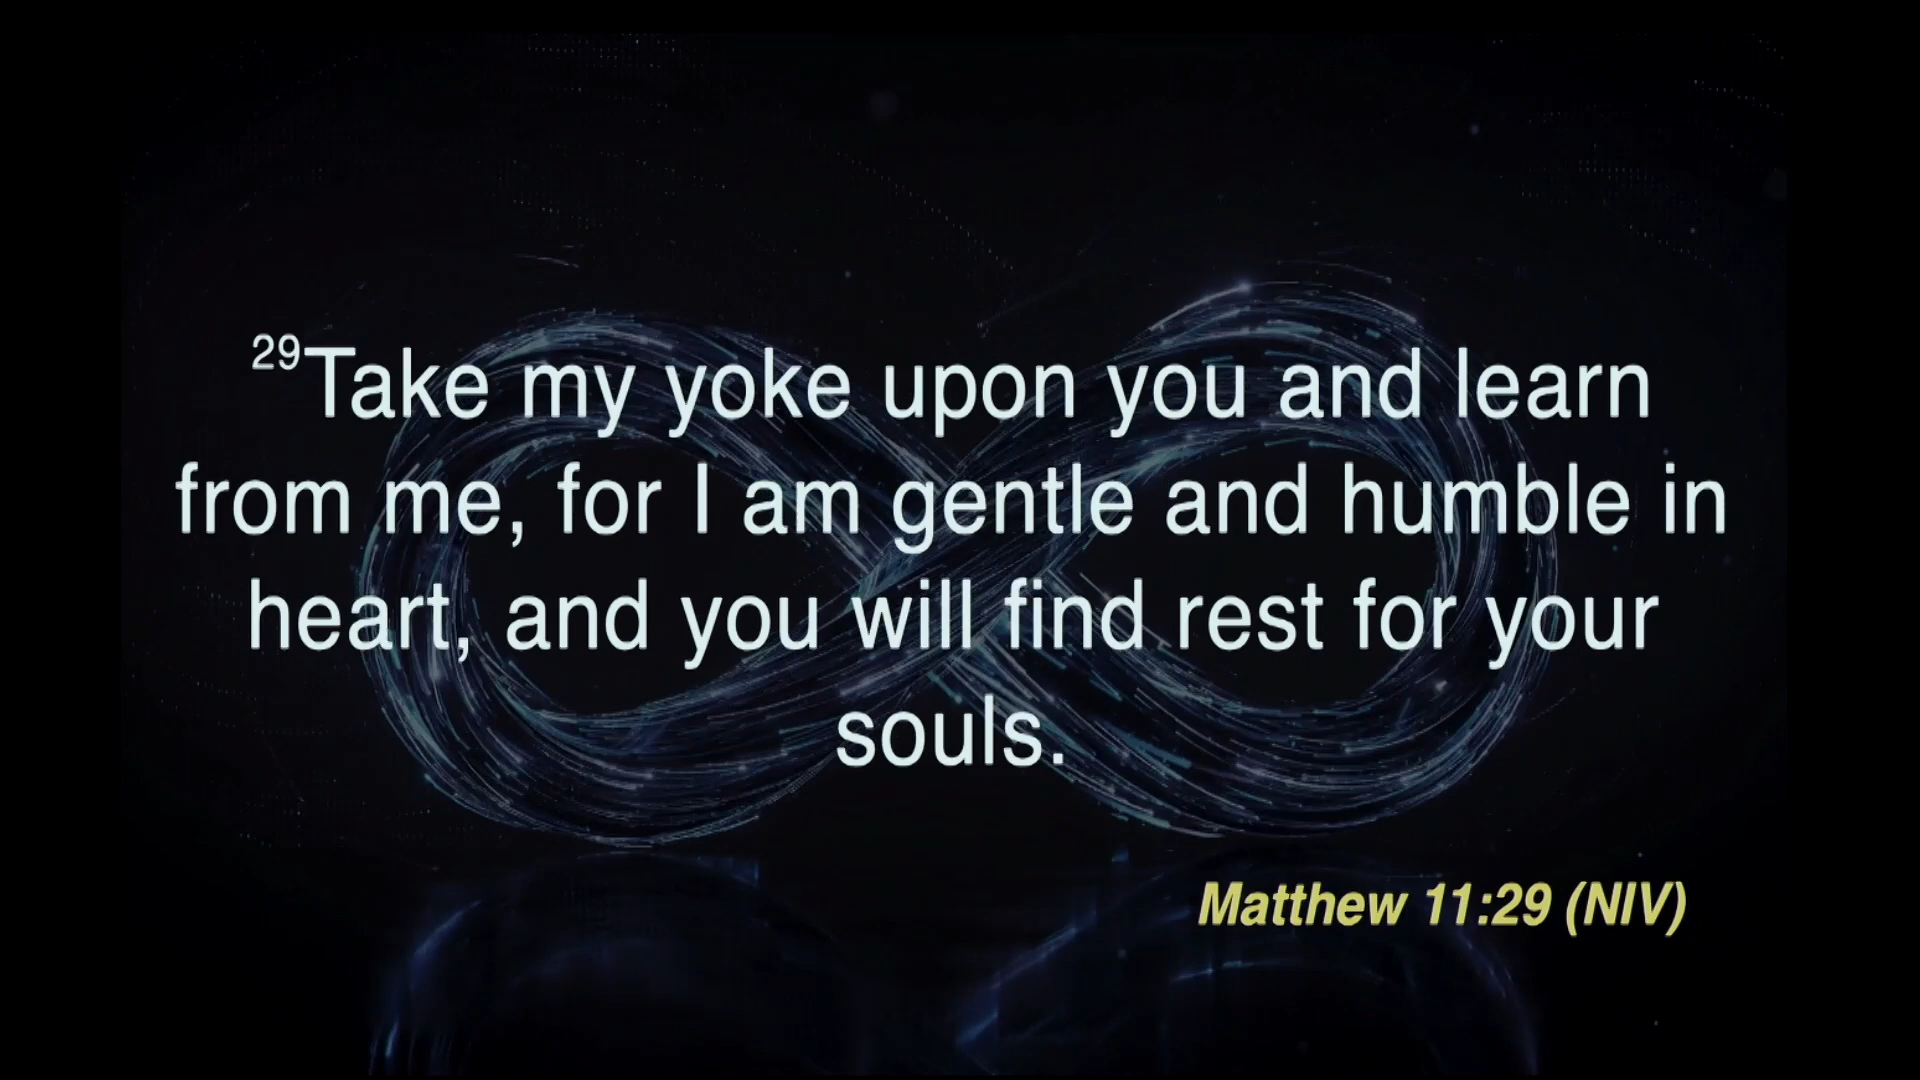 29Take my yoke upon you and learn
from me, for I am gentle and humble in
heart, and you will find rest for your
souls.
Matthew 11:29 (NIV)